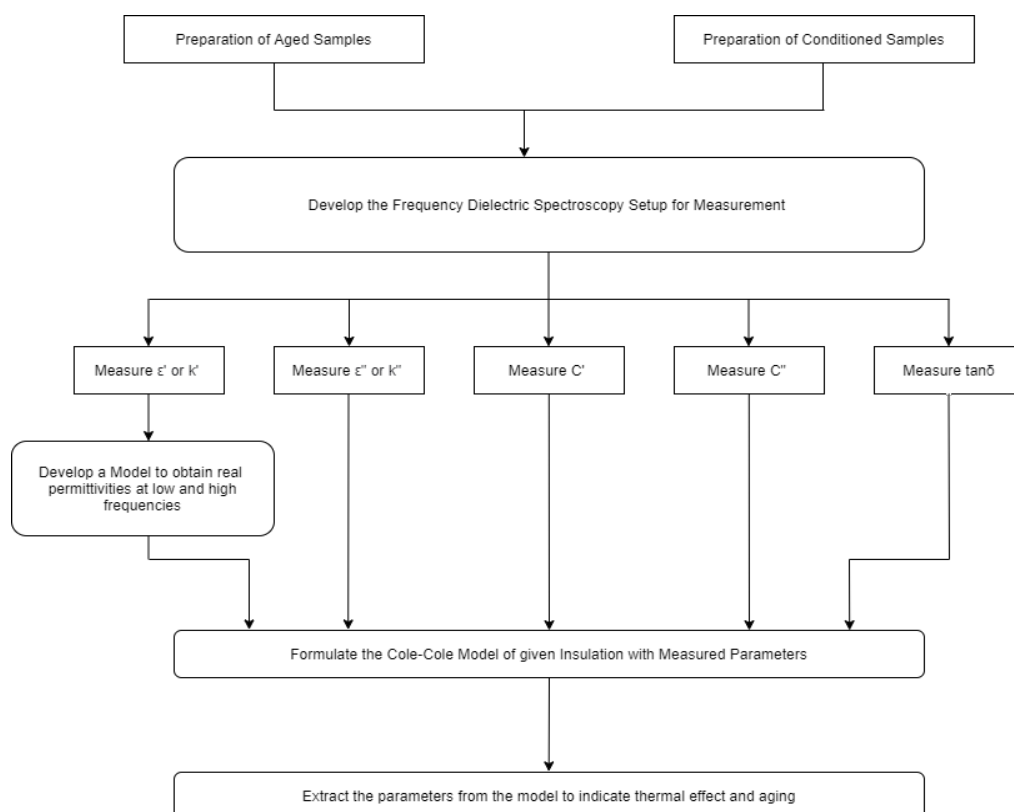 Preparation of Aged Samples
Preparation of Conditioned Samples
Develop the Frequency Dielectric Spectroscopy Setup for Measurement
Measure ε' or k'
Measure ε'' or k''
Measure C'
Measure C''
Measure tanδ
Develop a Model to obtain real
permittivities at low and high
frequencies
Formulate the Cole-Cole Model of given Insulation with Measured Parameters
Extract the parameters from the model to indicate thermal effect and aging